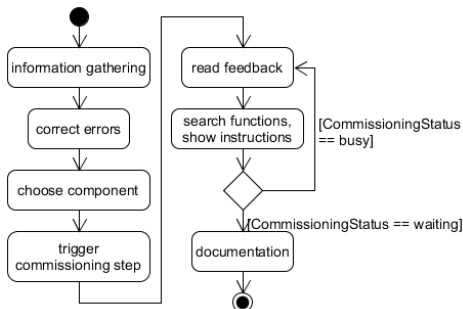 information gathering
correct errors
choose component
trigger
commissioning step
read feedback
search functions,
show instructions
[CommissioningStatus
== busy]
[CommissioningStatus == waiting]
documentation